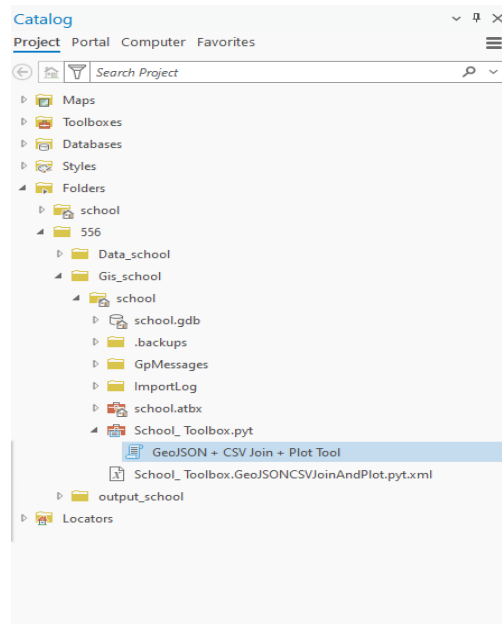 Catalog
Project Portal Computer Favorites
Search Project
Maps
Toolboxes
Databases
Styles
Folders
school
556
Data_school
Gis_school
school
school.gdb
.backups
GpMessages
ImportLog
school.atbx
School_ Toolbox.pyt
GeoJSON + CSV Join + Plot Tool
School_ Toolbox.GeoJSONCSVJoinAndPlot.pyt.xml
output_school
Locators